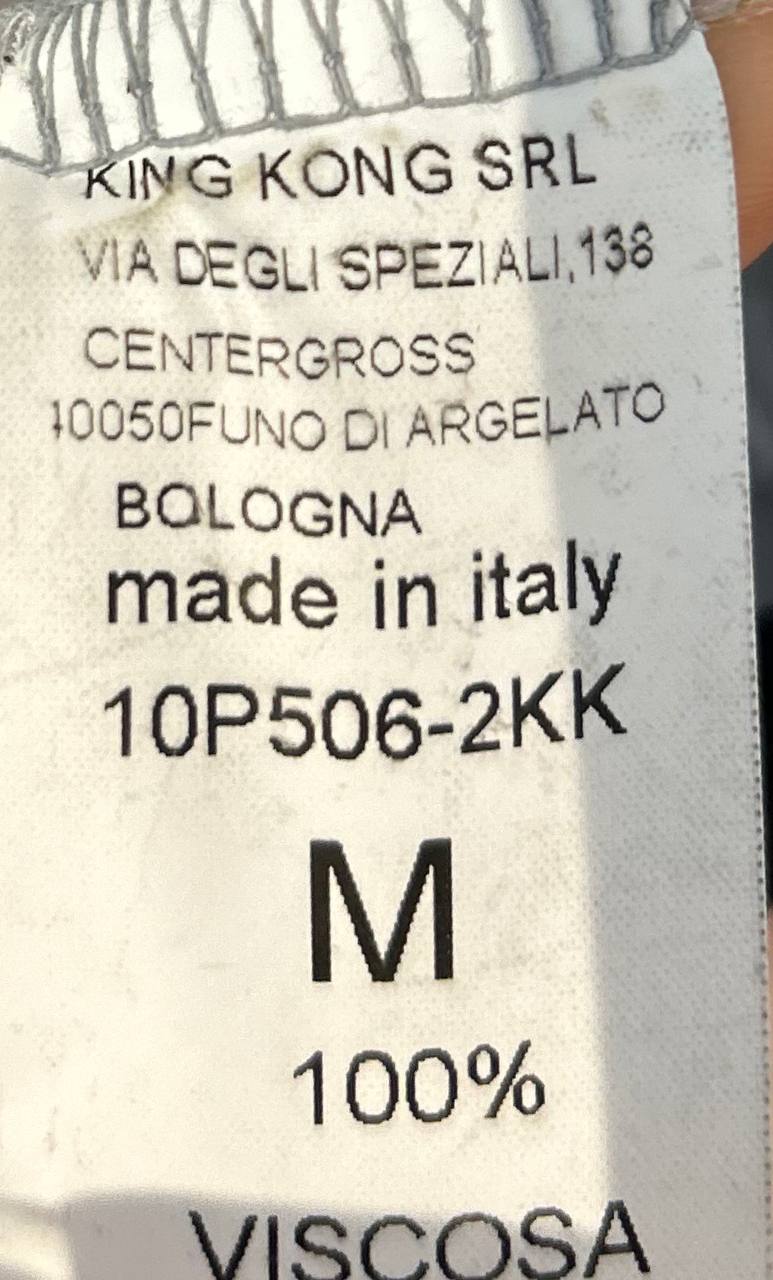 KING KONG SRL
VIA DEGLI SPEZIALI,138
CENTERGROSS
40050FUNO DI ARGELATO
BOLOGNA
made in italy
10P506-2KK
M
100%
VISCOSA